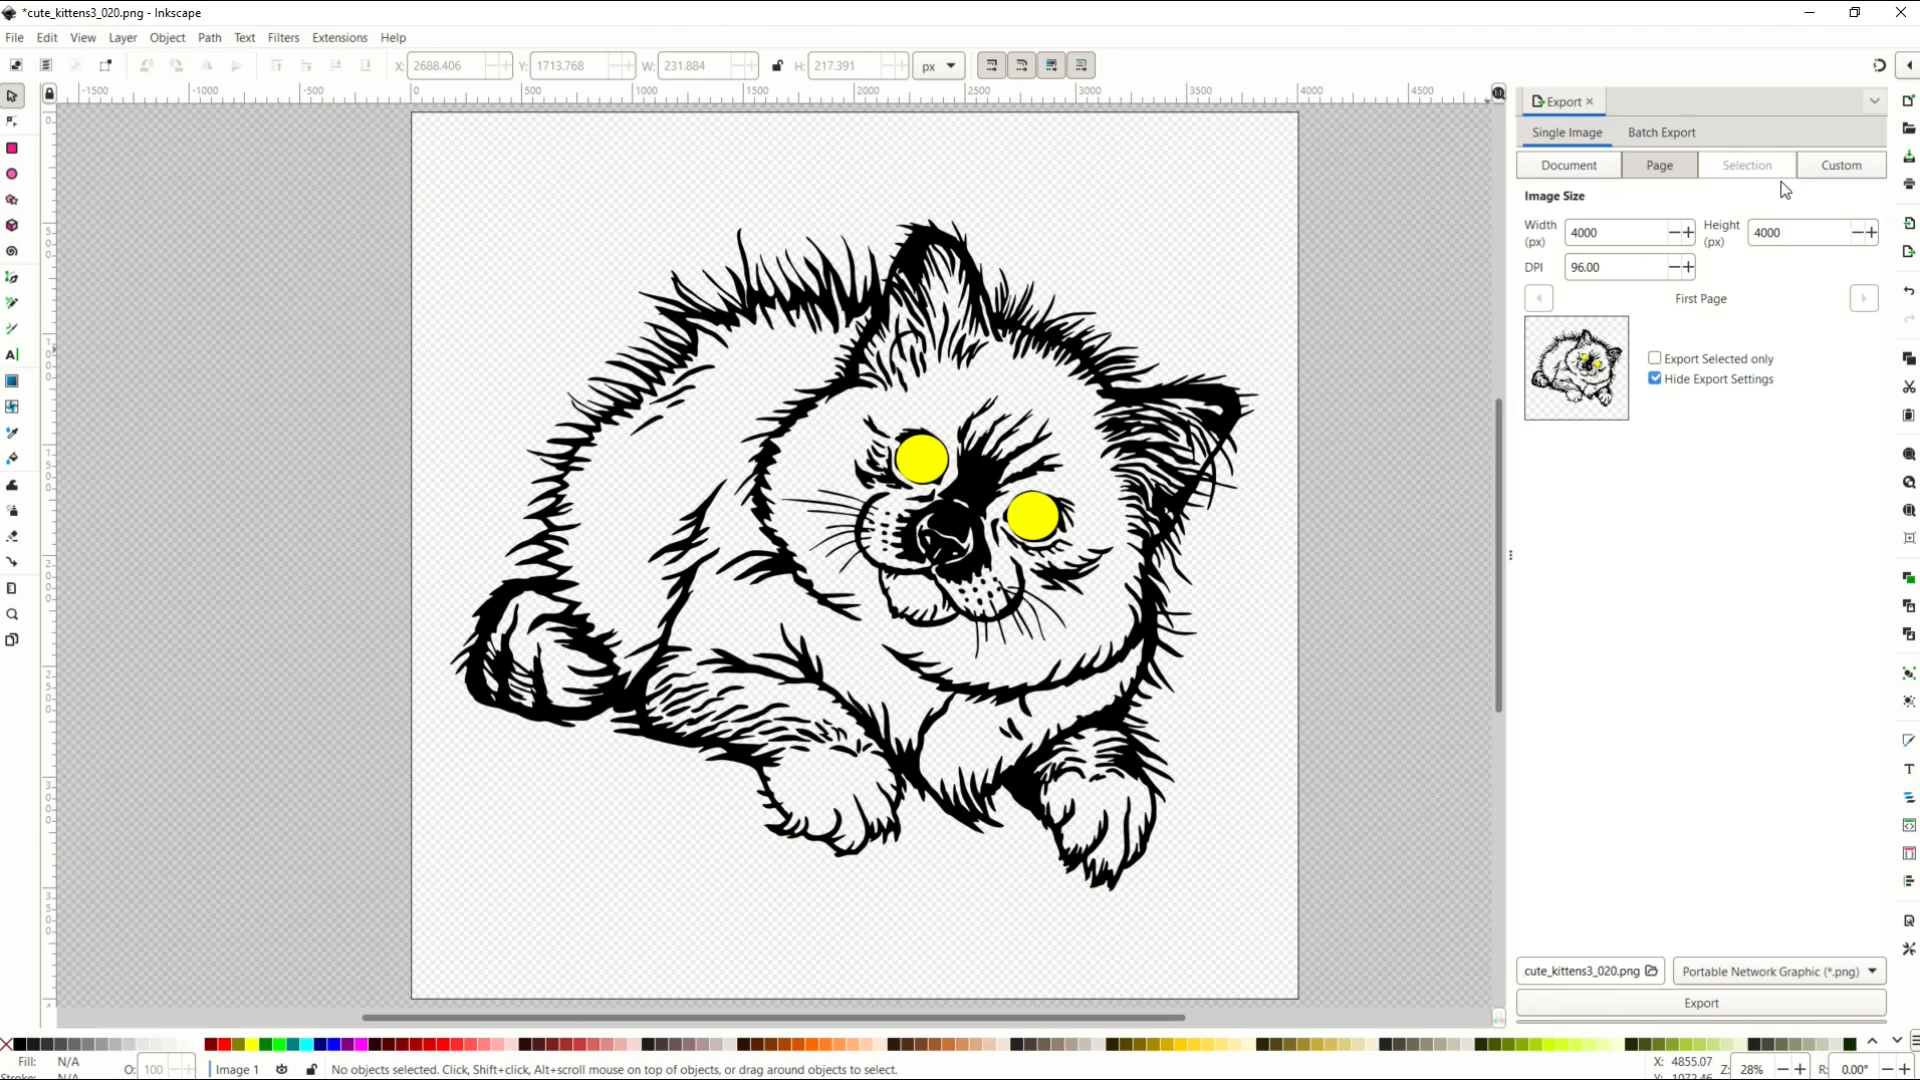 *cute_kittens3_020.png - Inkscape
File Edit View Layer Object Path Text Filters Extensions Help
X: 2688.406 Y: 1713.768 W: 231.884 H: 217.391 px
-1500 -1000 -500 0 500 1000 1500 2000 2500 3000 3500 4000 4500
Export
Single Image Batch Export
Document Page Selection Custom
Image Size
Width (px) 4000 Height (px) 4000
DPI 96.00
First Page
Export Selected only
Hide Export Settings
cute_kittens3_020.png Portable Network Graphic (*.png)
Export
Fill: N/A O: 100 Image 1 No objects selected. Click, Shift+click, Alt+scroll mouse on top of objects, or drag around objects to select. X: 4855.07 Z: 28% R: 0.00°
Stroke: N/A Y: 1072.46